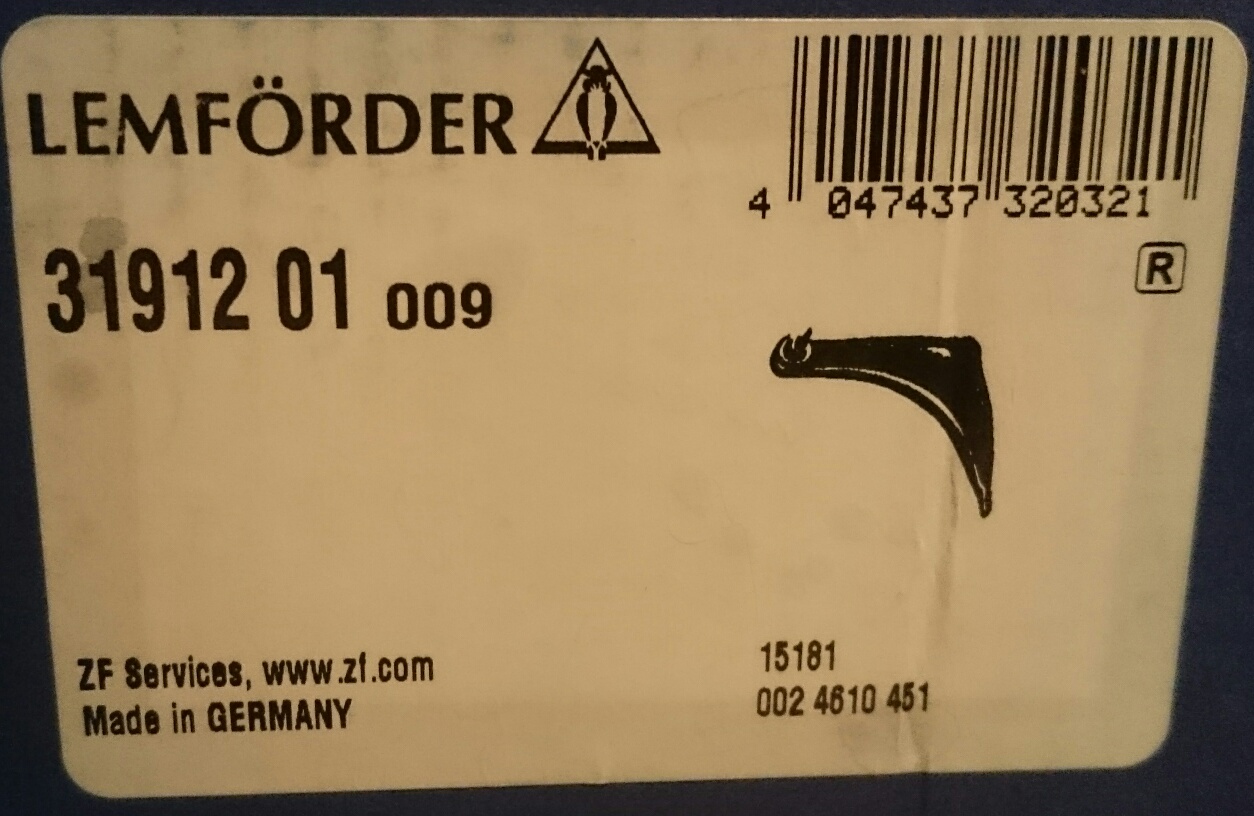 LEMFÖRDER
4 047437 320321
R
31912 01 009
ZF Services, www.zf.com
Made in GERMANY
15181
002 4610 451